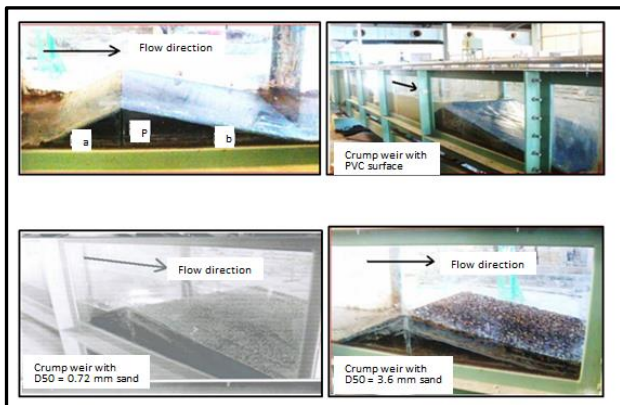 Flow direction
a
P
b
Crump weir with
PVC surface
Flow direction
Crump weir with
D50 = 0.72 mm sand
Flow direction
Crump weir with
D50 = 3.6 mm sand